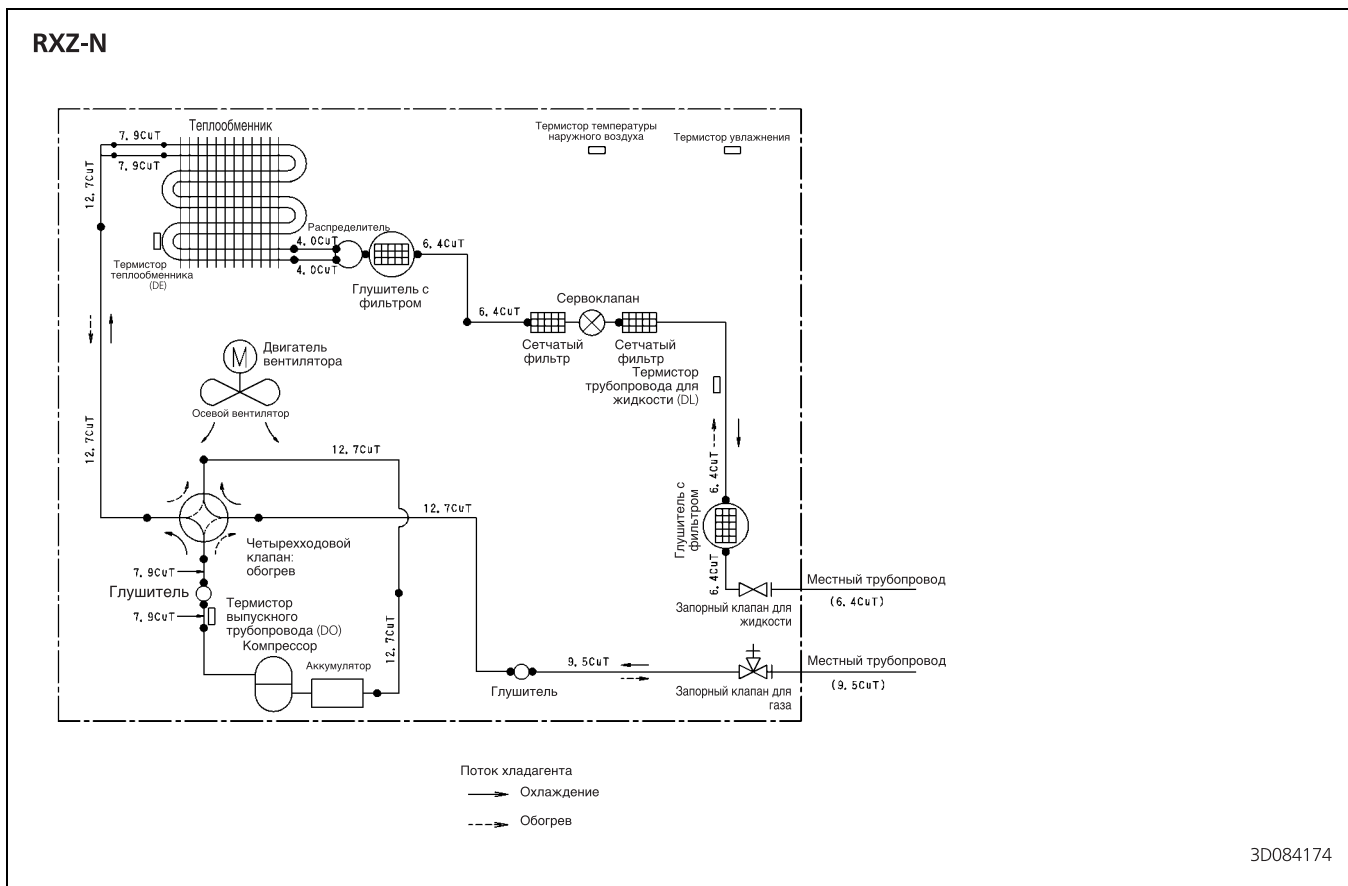 RXZ-N
Теплообменник
Термистор температуры
наружного воздуха
Термистор увлажнения
7, 9CuT
7, 9CuT
12, 7CuT
Распределитель
4, 0CuT
4, 0CuT
6, 4CuT
Термистор
теплообменника
(DE)
Глушитель с
фильтром
6, 4CuT
Сервоклапан
Сетчатый
фильтр
Сетчатый
фильтр
Термистор
трубопровода для
жидкости (DL)
M
Двигатель
вентилятора
Осевой вентилятор
12, 7CuT
12, 7CuT
12, 7CuT
6, 4CuT
Глушитель с
фильтром
6, 4CuT
Четырехходовой
клапан:
обогрев
7, 9CuT
Глушитель
7, 9CuT
Термистор
выпускного
трубопровода (DO)
Компрессор
Аккумулятор
12, 7CuT
Местный трубопровод
(6, 4CuT)
Запорный клапан для
жидкости
9, 5CuT
Глушитель
Местный трубопровод
(9, 5CuT)
Запорный клапан для
газа
Поток хладагента
Охлаждение
Обогрев
3D084174